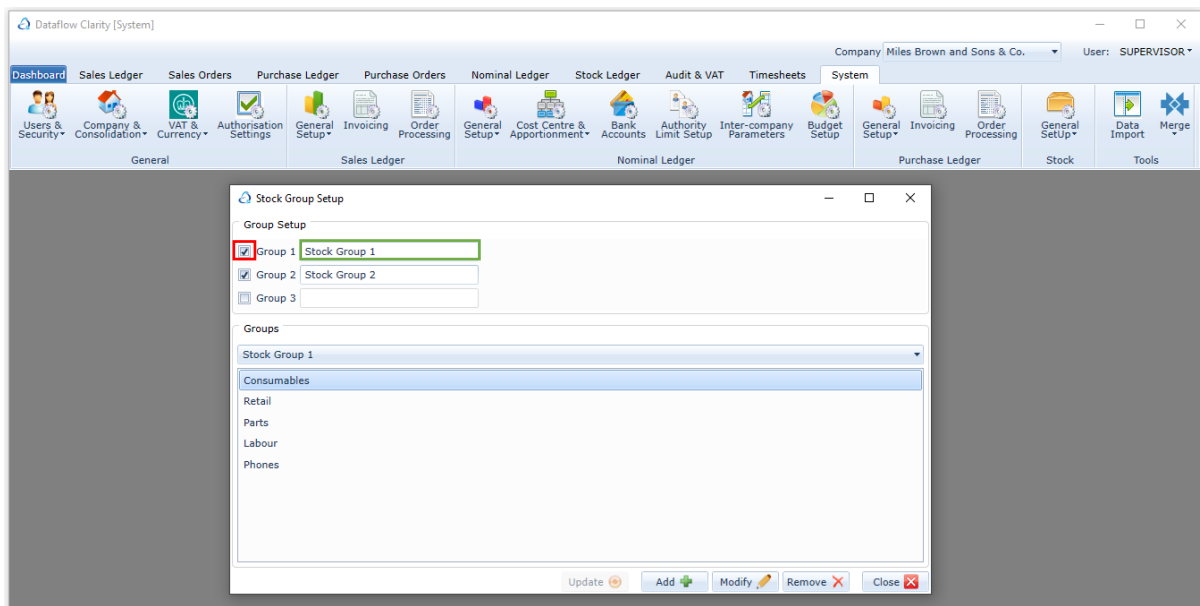 Dataflow Clarity [System]
Company Miles Brown and Sons & Co. User: SUPERVISOR
Dashboard Sales Ledger Sales Orders Purchase Ledger Purchase Orders Nominal Ledger Stock Ledger Audit & VAT Timesheets System
Users & Company & VAT & Authorisation General Invoicing Order General Cost Centre & Bank Authority Inter-company Budget General Invoicing Order General Data Merge
Security Consolidation Currency Settings Setup Processing Setup Apportionment Accounts Limit Setup Parameters Setup Setup Processing SetUp Import
General Sales Ledger Nominal Ledger Purchase Ledger Stock Tools
Stock Group Setup
Group Setup
Group 1 Stock Group 1
Group 2 Stock Group 2
Group 3
Groups
Stock Group 1
Consumables
Retail
Parts
Labour
Phones
Update Add Modify Remove Close